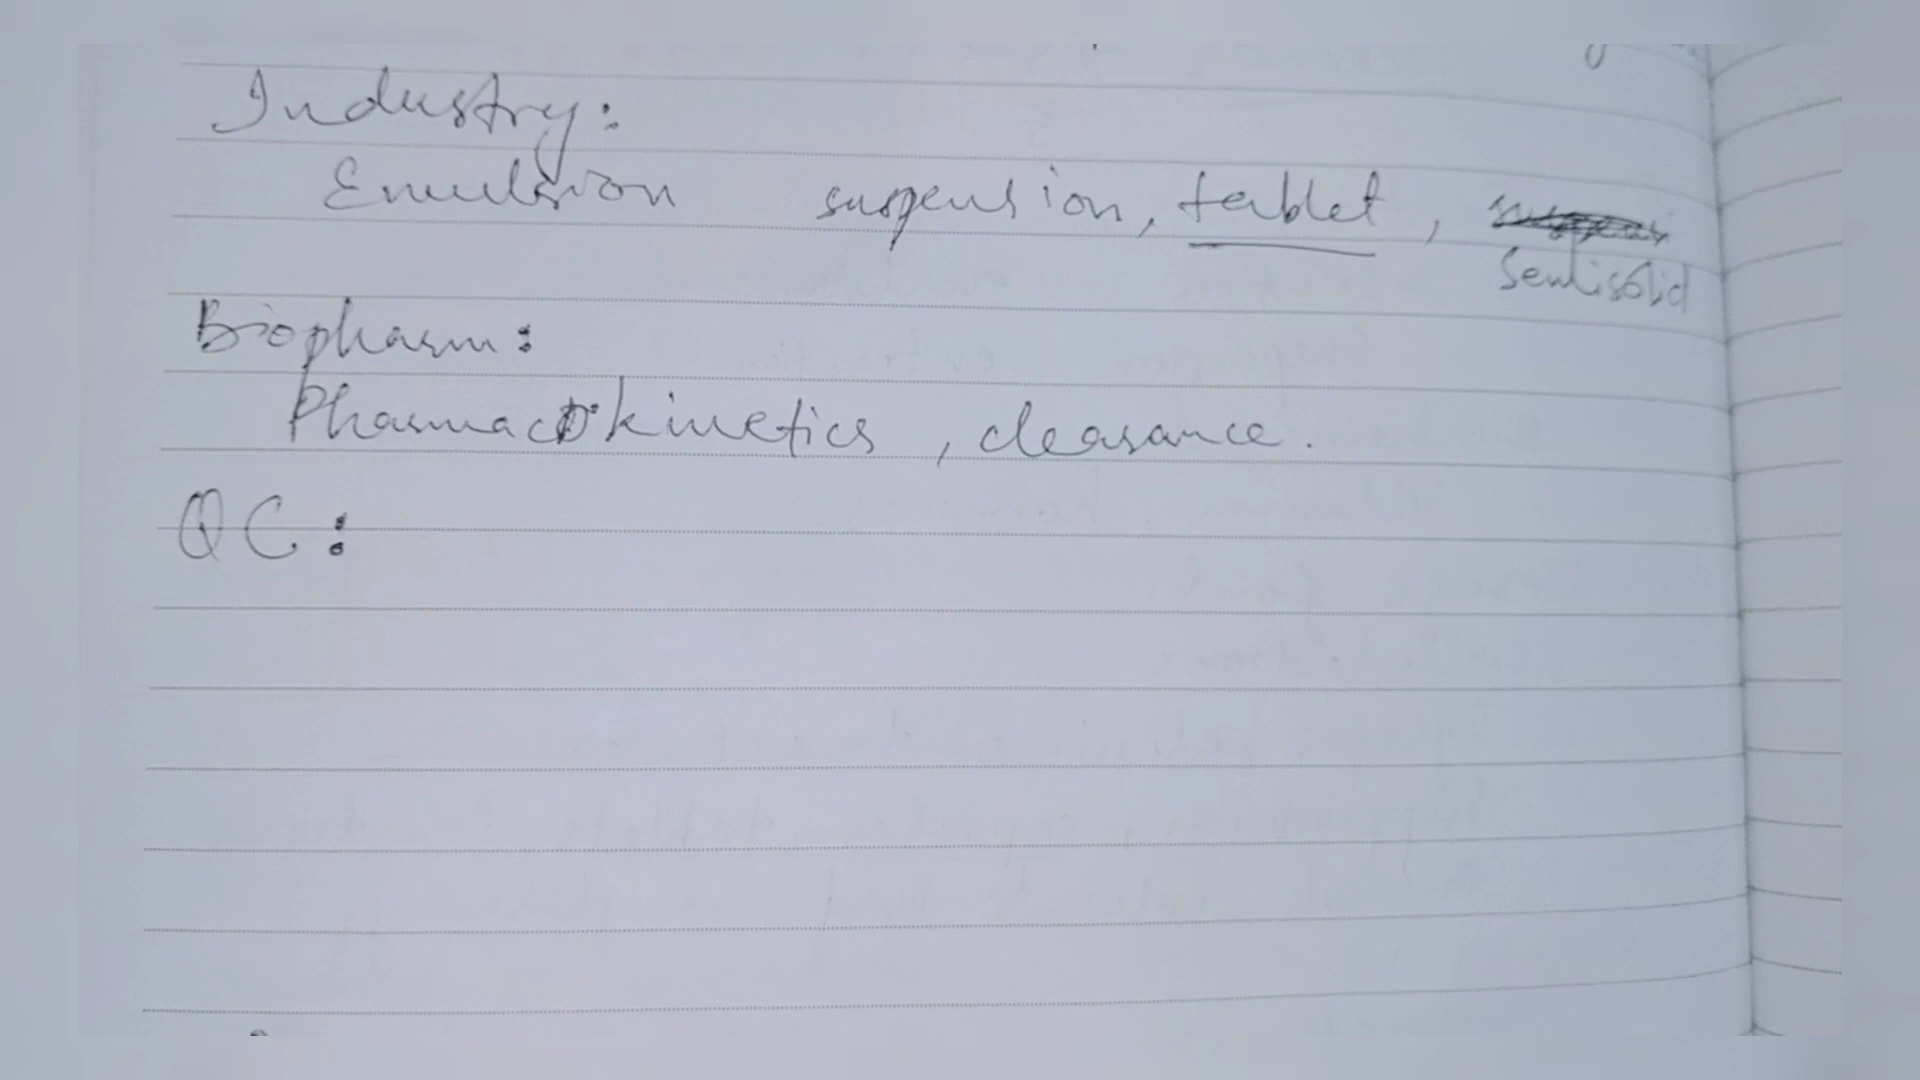 Industry:
Emulsion suspension, tablet,
Semisolid
Biopharm:
Pharmacokinetics, clearance.
QC: